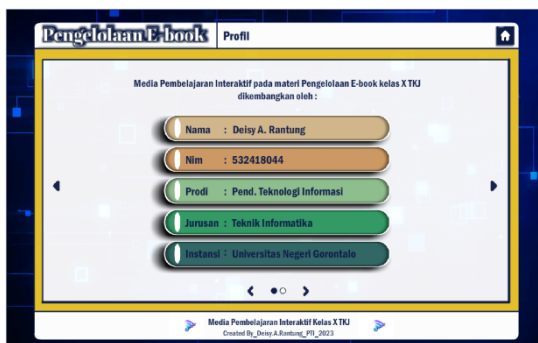 Pengelolaan E-book
Profil
Media Pembelajaran Interaktif pada materi Pengelolaan E-book kelas X TKJ
dikembangkan oleh :
Nama : Deisy A. Rantung
Nim : 532418044
Prodi : Pend. Teknologi Informasi
Jurusan : Teknik Informatika
Instansi : Universitas Negeri Gorontalo
Media Pembelajaran Interaktif Kelas X TKJ
Created By_Deisy.A.Rantung_PTI_2023